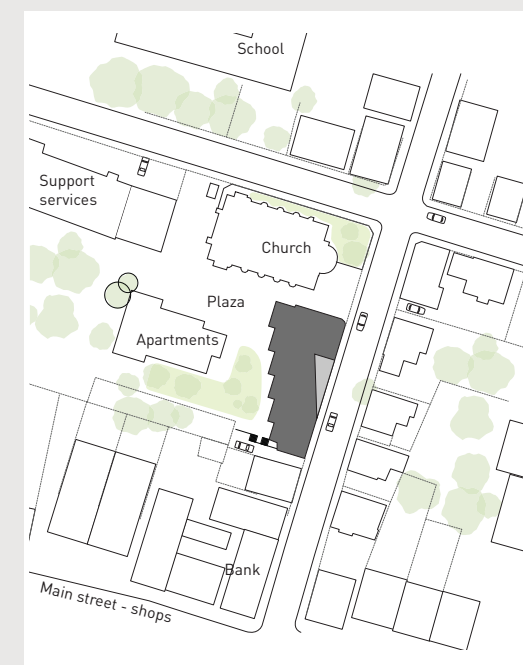 School
Support
services
Church
Plaza
Apartments
Bank
Main street - shops